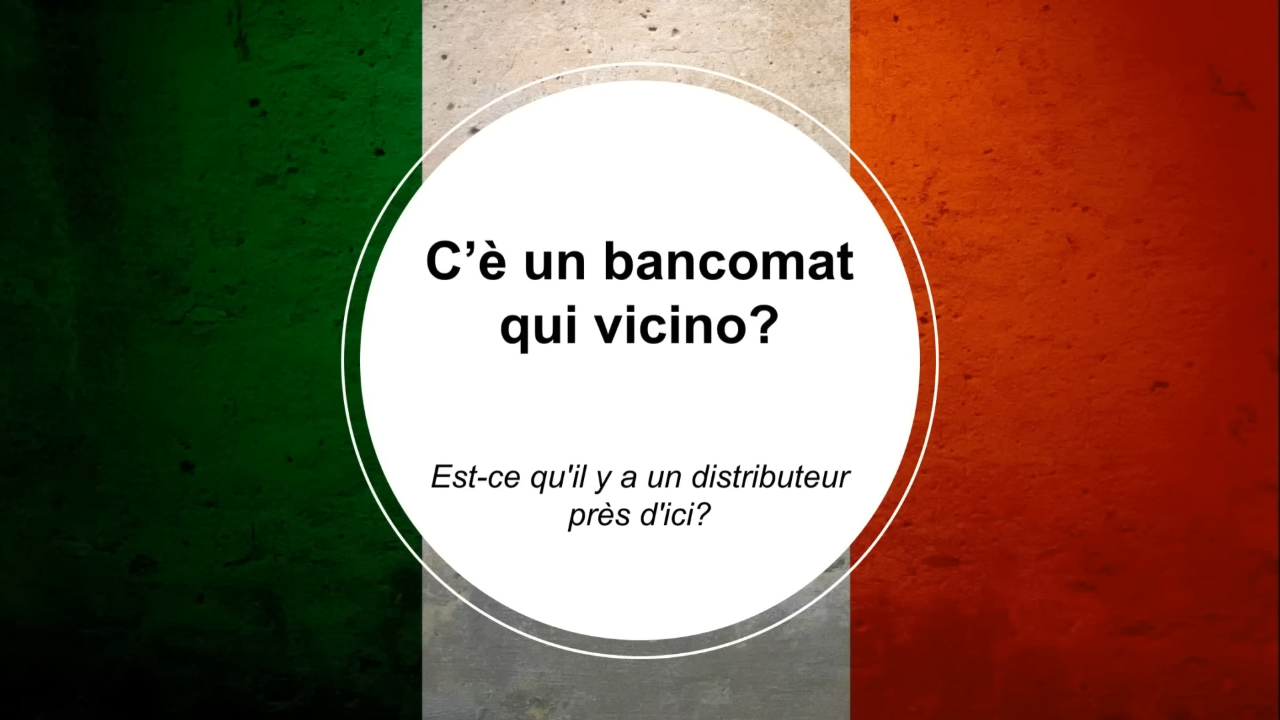 C’è un bancomat
qui vicino?
Est-ce qu'il y a un distributeur
près d'ici?